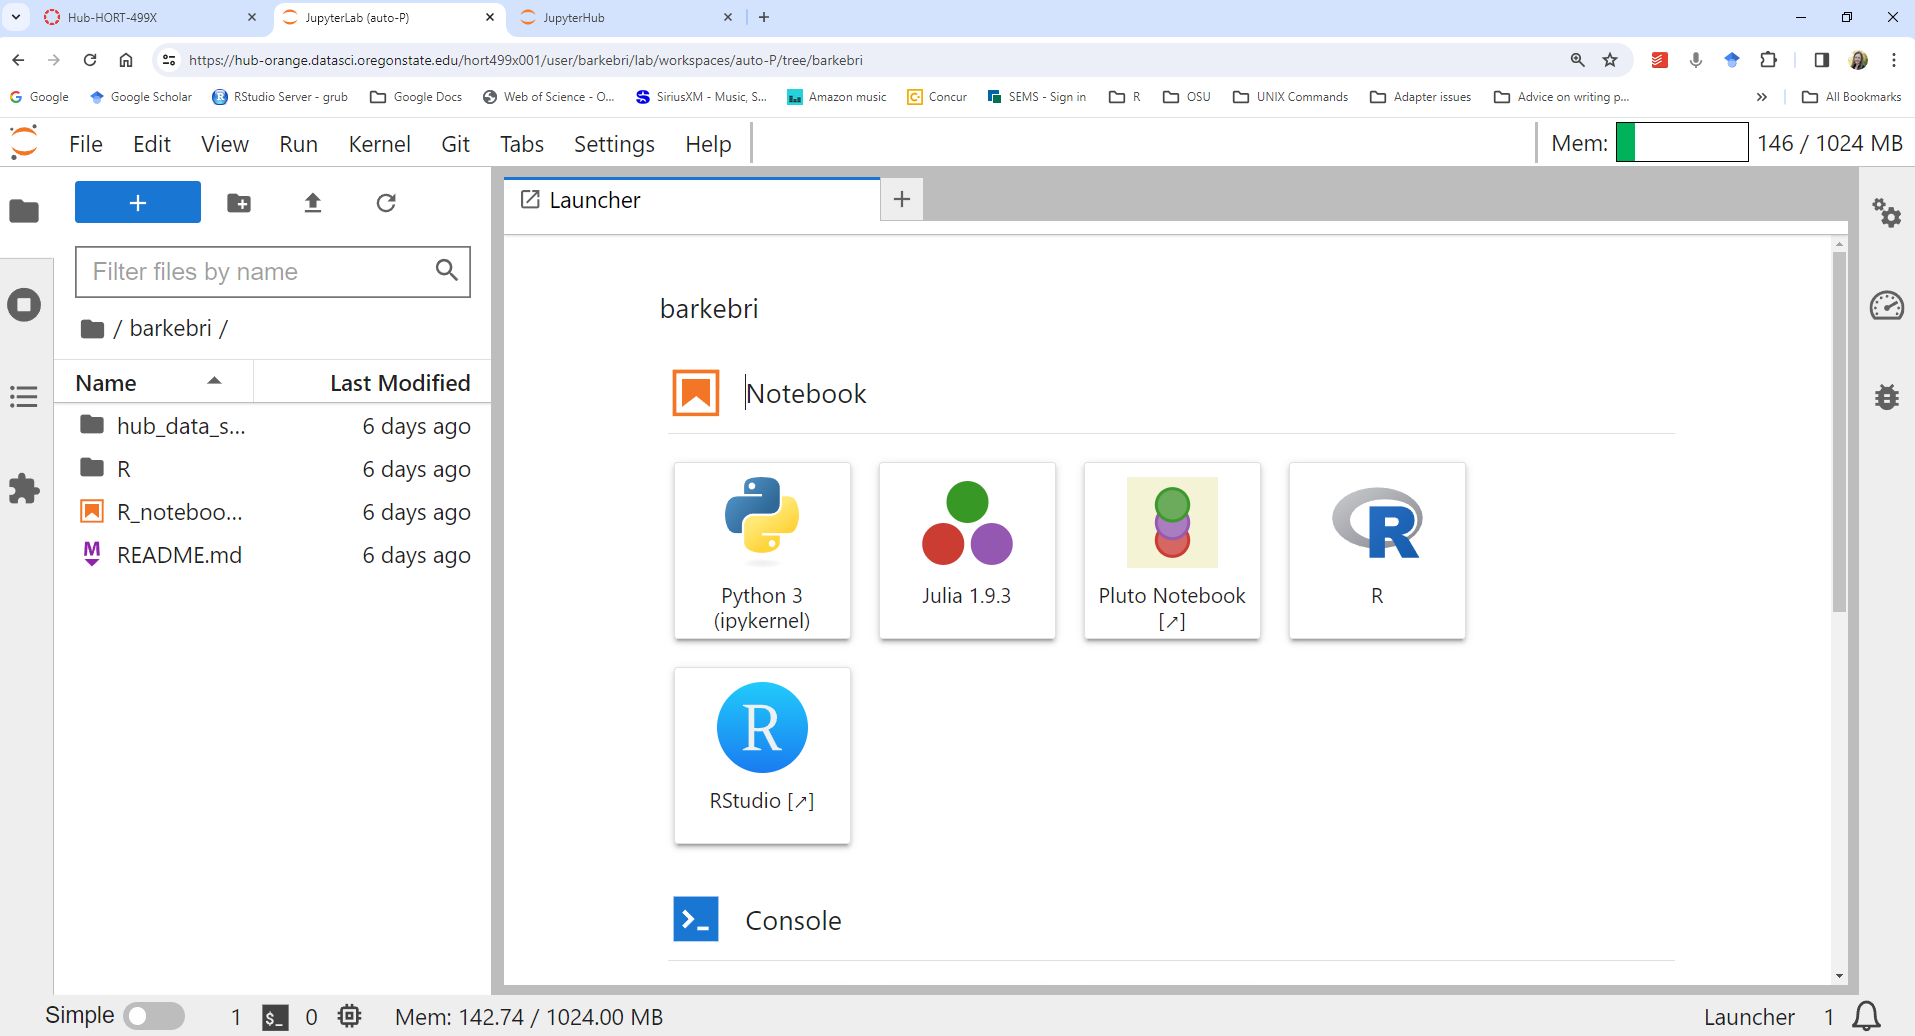 Hub-HORT-499X
JupyterLab (auto-P)
JupyterHub
https://hub-orange.datasci.oregonstate.edu/hort499x001/user/barkebri/lab/workspaces/auto-P/tree/barkebri
Google
Google Scholar
RStudio Server - grub
Google Docs
Web of Science - O...
SiriusXM - Music, S...
Amazon music
Concur
SEMS - Sign in
R
OSU
UNIX Commands
Adapter issues
Advice on writing p...
All Bookmarks
File Edit View Run Kernel Git Tabs Settings Help
Mem: 146 / 1024 MB
Launcher
Filter files by name
/ barkebri /
Name Last Modified
hub_data_s... 6 days ago
R 6 days ago
R_noteboo... 6 days ago
README.md 6 days ago
barkebri
Notebook
Python 3
(ipykernel)
Julia 1.9.3
Pluto Notebook
[↗]
R
RStudio [↗]
Console
Simple 1 $_ 0 Mem: 142.74 / 1024.00 MB
Launcher 1